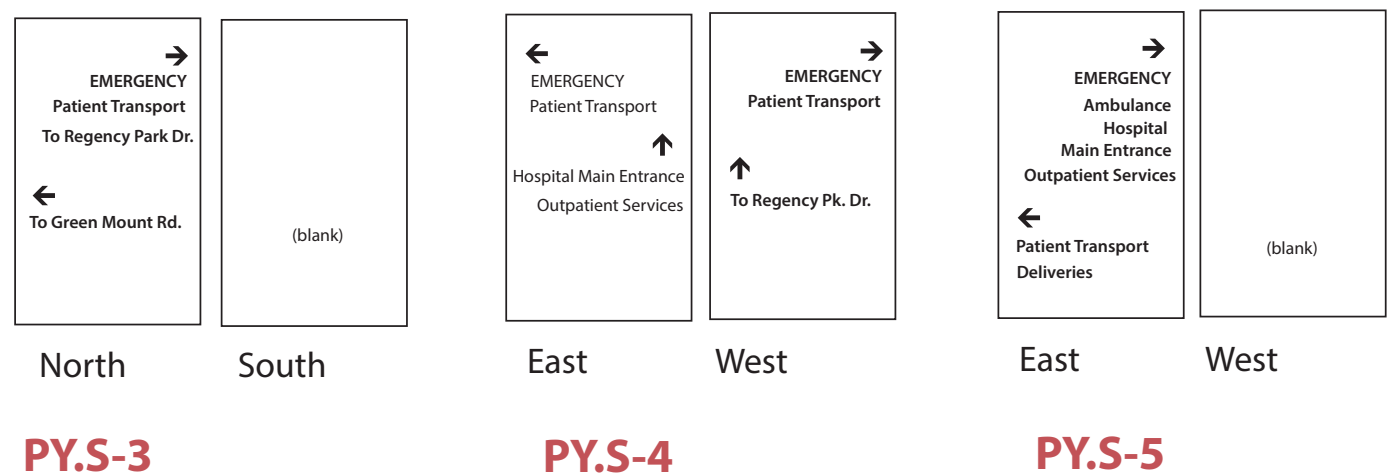 →
EMERGENCY
Patient Transport
To Regency Park Dr.
←
To Green Mount Rd.
(blank)
North
South
PY.S-3
←
EMERGENCY
Patient Transport
↑
Hospital Main Entrance
Outpatient Services
→
EMERGENCY
Patient Transport
↑
To Regency Pk. Dr.
East
West
PY.S-4
→
EMERGENCY
Ambulance
Hospital
Main Entrance
Outpatient Services
←
Patient Transport
Deliveries
(blank)
East
West
PY.S-5